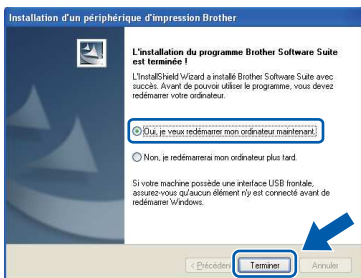 Installation d'un périphérique d'impression Brother
L'installation du programme Brother Software Suite
est terminée !
L'InstallShield Wizard a installé Brother Software Suite avec
succès. Avant de pouvoir utiliser le programme, vous devez
redémarrer votre ordinateur.
Oui, je veux redémarrer mon ordinateur maintenant.
Non, je redémarrerai mon ordinateur plus tard.
Si votre machine possède une interface USB frontale,
assurez-vous qu'aucun élément n'y est connecté avant de
redémarrer Windows.
< Précéden
Terminer
Annuler